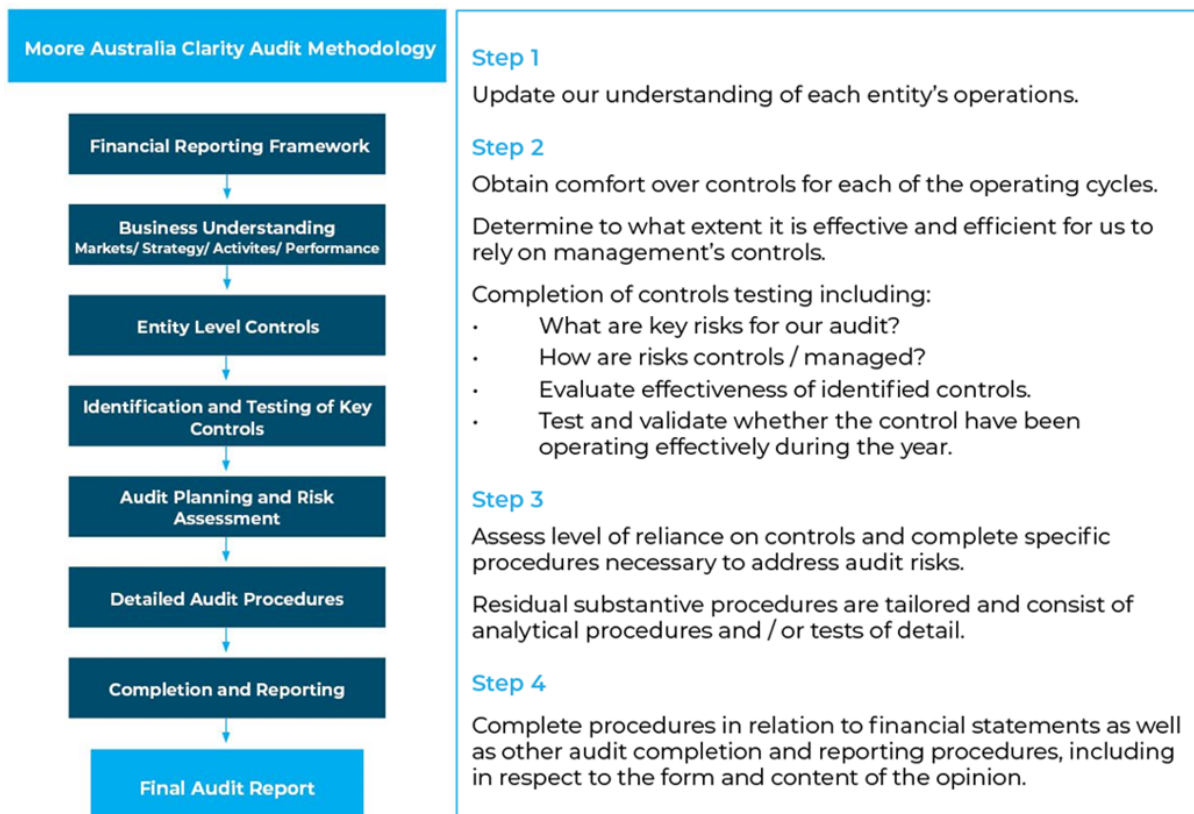 Moore Australia Clarity Audit Methodology
Financial Reporting Framework
Business Understanding
Markets/ Strategy/ Activites/ Performance
Entity Level Controls
Identification and Testing of Key
Controls
Audit Planning and Risk
Assessment
Detailed Audit Procedures
Completion and Reporting
Final Audit Report
Step 1
Update our understanding of each entity's operations.
Step 2
Obtain comfort over controls for each of the operating cycles.
Determine to what extent it is effective and efficient for us to
rely on management's controls.
Completion of controls testing including:
· What are key risks for our audit?
· How are risks controls / managed?
· Evaluate effectiveness of identified controls.
· Test and validate whether the control have been
operating effectively during the year.
Step 3
Assess level of reliance on controls and complete specific
procedures necessary to address audit risks.
Residual substantive procedures are tailored and consist of
analytical procedures and / or tests of detail.
Step 4
Complete procedures in relation to financial statements as well
as other audit completion and reporting procedures, including
in respect to the form and content of the opinion.